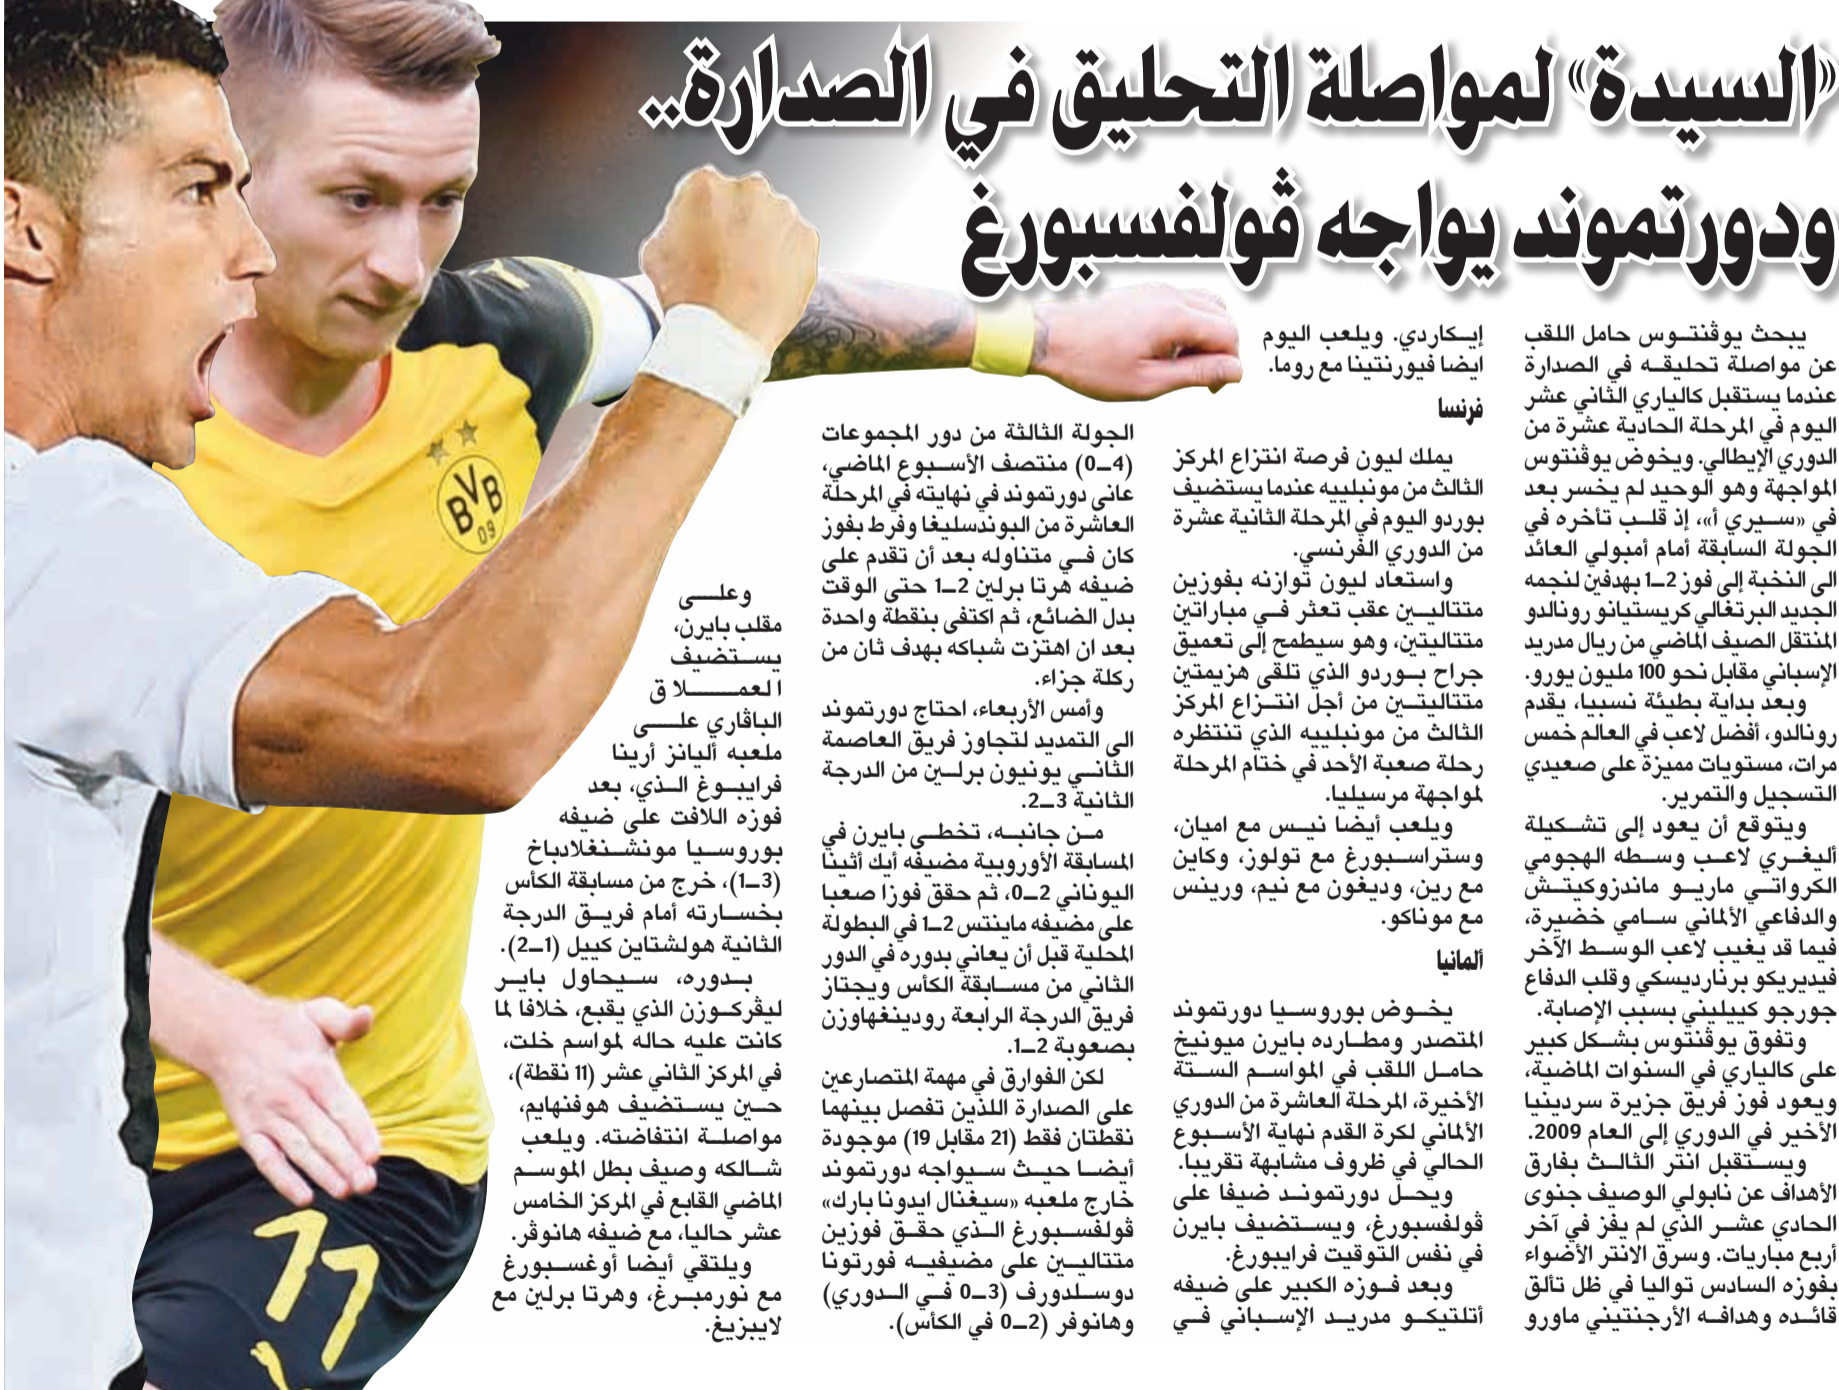 «السيدة» لمواصلة التحليق في الصدارة..
ودورتموند يواجه ڤولفسبورغ
يبحث يوڤنتوس حامل اللقب
عن مواصلة تحليقه في الصدارة
عندما يستقبل كالياري الثاني عشر
اليوم في المرحلة الحادية عشرة من
الدوري الإيطالي. ويخوض يوڤنتوس
المواجهة وهو الوحيد لم يخسر بعد
في «سيري أ»، إذ قلب تأخره في
الجولة السابقة أمام أمبولي العائد
الى النخبة إلى فوز 2–1 بهدفين لنجمه
الجديد البرتغالي كريستيانو رونالدو
المنتقل الصيف الماضي من ريال مدريد
الإسباني مقابل نحو 100 مليون يورو.
وبعد بداية بطيئة نسبيا، يقدم
رونالدو، أفضل لاعب في العالم خمس
مرات، مستويات مميزة على صعيدي
التسجيل والتمرير.
ويتوقع أن يعود إلى تشكيلة
أليغري لاعب وسطه الهجومي
الكرواتي ماريو ماندزوكيتش
والدفاعي الألماني سامي خضيرة،
فيما قد يغيب لاعب الوسط الآخر
فيديريكو برنارديسكي وقلب الدفاع
جورجو كييليني بسبب الإصابة.
وتفوق يوڤنتوس بشكل كبير
على كالياري في السنوات الماضية،
ويعود فوز فريق جزيرة سردينيا
الأخير في الدوري إلى العام 2009.
ويستقبل انتر الثالث بفارق
الأهداف عن نابولي الوصيف جنوى
الحادي عشر الذي لم يفز في آخر
أربع مباريات. وسرق الانتر الأضواء
بفوزه السادس تواليا في ظل تألق
قائده وهدافه الأرجنتيني ماورو
إيكاردي. ويلعب اليوم
ايضا فيورنتينا مع روما.
فرنسا
يملك ليون فرصة انتزاع المركز
الثالث من مونبلييه عندما يستضيف
بوردو اليوم في المرحلة الثانية عشرة
من الدوري الفرنسي.
واستعاد ليون توازنه بفوزين
متتاليين عقب تعثر في مباراتين
متتاليتين، وهو سيطمح إلى تعميق
جراح بوردو الذي تلقى هزيمتين
متتاليتين من أجل انتزاع المركز
الثالث من مونبلييه الذي تنتظره
رحلة صعبة الأحد في ختام المرحلة
لمواجهة مرسيليا.
ويلعب أيضا نيس مع اميان،
وستراسبورغ مع تولوز، وكاين
مع رين، وديغون مع نيم، ورينس
مع موناكو.
ألمانيا
يخوض بوروسيا دورتموند
المتصدر ومطارده بايرن ميونيخ
حامل اللقب في المواسم الستة
الأخيرة، المرحلة العاشرة من الدوري
الألماني لكرة القدم نهاية الأسبوع
الحالي في ظروف مشابهة تقريبا.
ويحل دورتموند ضيفا على
ڤولفسبورغ، ويستضيف بايرن
في نفس التوقيت فرايبورغ.
وبعد فوزه الكبير على ضيفه
أتلتيكو مدريد الإسباني في
الجولة الثالثة من دور المجموعات
(4–0) منتصف الأسبوع الماضي،
عانى دورتموند في نهايته في المرحلة
العاشرة من البوندسليغا وفرط بفوز
كان في متناوله بعد أن تقدم على
ضيفه هرتا برلين 2–1 حتى الوقت
بدل الضائع، ثم اكتفى بنقطة واحدة
بعد ان اهتزت شباكه بهدف ثان من
ركلة جزاء.
وأمس الأربعاء، احتاج دورتموند
الى التمديد لتجاوز فريق العاصمة
الثاني يونيون برلين من الدرجة
الثانية 3–2.
من جانبه، تخطى بايرن في
المسابقة الأوروبية مضيفه أيك أثينا
اليوناني 2–0، ثم حقق فوزا صعبا
على مضيفه ماينتس 2–1 في البطولة
المحلية قبل أن يعاني بدوره في الدور
الثاني من مسابقة الكأس ويجتاز
فريق الدرجة الرابعة رودينغهاوزن
بصعوبة 2–1.
لكن الفوارق في مهمة المتصارعين
على الصدارة اللذين تفصل بينهما
نقطتان فقط (21 مقابل 19) موجودة
أيضا حيث سيواجه دورتموند
خارج ملعبه «سيغنال ايدونا بارك»
ڤولفسبورغ الذي حقق فوزين
متتاليين على مضيفيه فورتونا
دوسلدورف (3–0 في الدوري)
وهانوفر (2–0 في الكأس).
وعلى
مقلب بايرن،
يستضيف
العملاق
الباڤاري على
ملعبه أليانز أرينا
فرايبوغ الذي، بعد
فوزه اللافت على ضيفه
بوروسيا مونشنغلادباخ
(3–1)، خرج من مسابقة الكأس
بخسارته أمام فريق الدرجة
الثانية هولشتاين كييل (1–2).
بدوره، سيحاول باير
ليڤركوزن الذي يقبع، خلافا لما
كانت عليه حاله لمواسم خلت،
في المركز الثاني عشر (11 نقطة)،
حين يستضيف هوفنهايم،
مواصلة انتفاضته. ويلعب
شالكه وصيف بطل الموسم
الماضي القابع في المركز الخامس
عشر حاليا، مع ضيفه هانوڤر.
ويلتقي أيضا أوغسبورغ
مع نورمبرغ، وهرتا برلين مع
لايبزيغ.
BVB
09
11